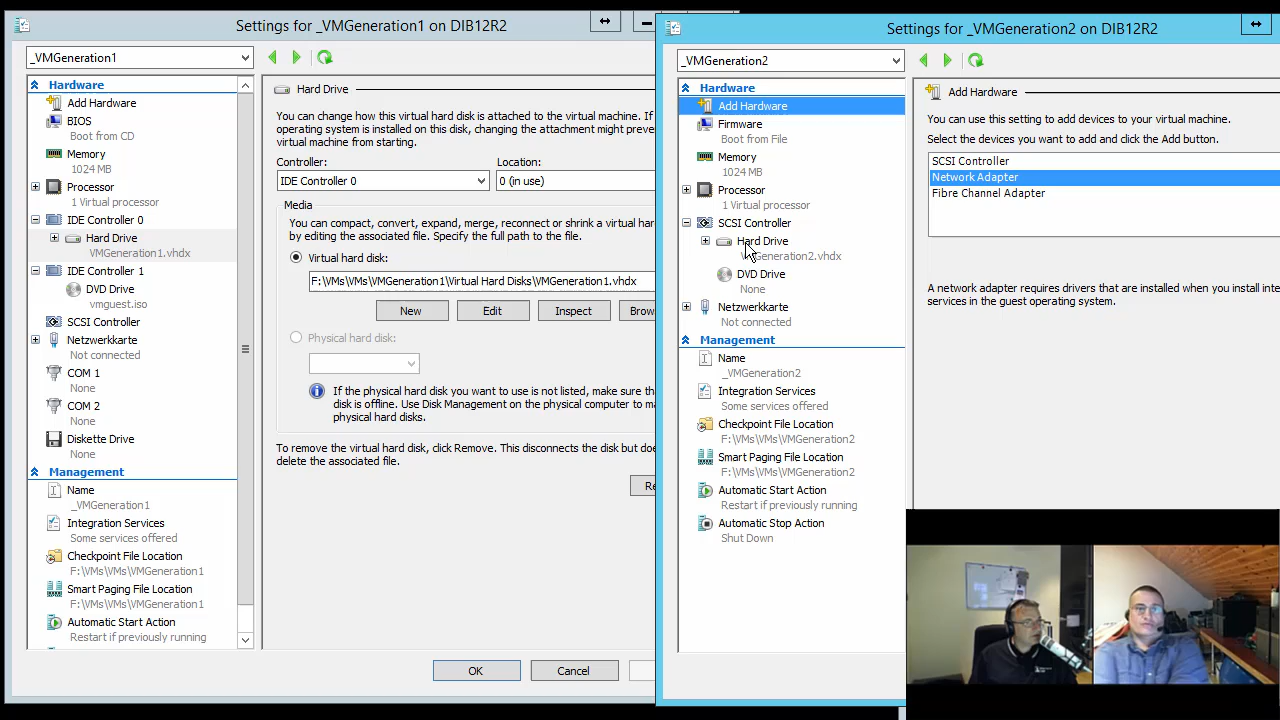 Settings for _VMGeneration1 on DIB12R2
_VMGeneration1
Hardware
Add Hardware
BIOS
Boot from CD
Memory
1024 MB
Processor
1 Virtual processor
IDE Controller 0
Hard Drive
VMGeneration1.vhdx
IDE Controller 1
DVD Drive
vmguest.iso
SCSI Controller
Netzwerkkarte
Not connected
COM 1
None
COM 2
None
Diskette Drive
None
Management
Name
_VMGeneration1
Integration Services
Some services offered
Checkpoint File Location
F:\VMs\VMs\VMGeneration1
Smart Paging File Location
F:\VMs\VMs\VMGeneration1
Automatic Start Action
Restart if previously running
Hard Drive
You can change how this virtual hard disk is attached to the virtual machine. If
operating system is installed on this disk, changing the attachment might preve
virtual machine from starting.
Controller:
Location:
IDE Controller 0
0 (in use)
Media
You can compact, convert, expand, merge, reconnect or shrink a virtual har
by editing the associated file. Specify the full path to the file.
Virtual hard disk:
F:\VMs\VMs\VMGeneration1\Virtual Hard Disks\VMGeneration1.vhdx
New
Edit
Inspect
Brow
Physical hard disk:
If the physical hard disk you want to use is not listed, make sure th
disk is offline. Use Disk Management on the physical computer to ma
physical hard disks.
To remove the virtual hard disk, click Remove. This disconnects the disk but doe
delete the associated file.
Re
OK
Cancel
Settings for _VMGeneration2 on DIB12R2
_VMGeneration2
Hardware
Add Hardware
Firmware
Boot from File
Memory
1024 MB
Processor
1 Virtual processor
SCSI Controller
Hard Drive
Generation2.vhdx
DVD Drive
None
Netzwerkkarte
Not connected
Management
Name
_VMGeneration2
Integration Services
Some services offered
Checkpoint File Location
F:\VMs\VMs\VMGeneration2
Smart Paging File Location
F:\VMs\VMs\VMGeneration2
Automatic Start Action
Restart if previously running
Automatic Stop Action
Shut Down
Add Hardware
You can use this setting to add devices to your virtual machine.
Select the devices you want to add and click the Add button.
SCSI Controller
Network Adapter
Fibre Channel Adapter
A network adapter requires drivers that are installed when you install inte
services in the guest operating system.